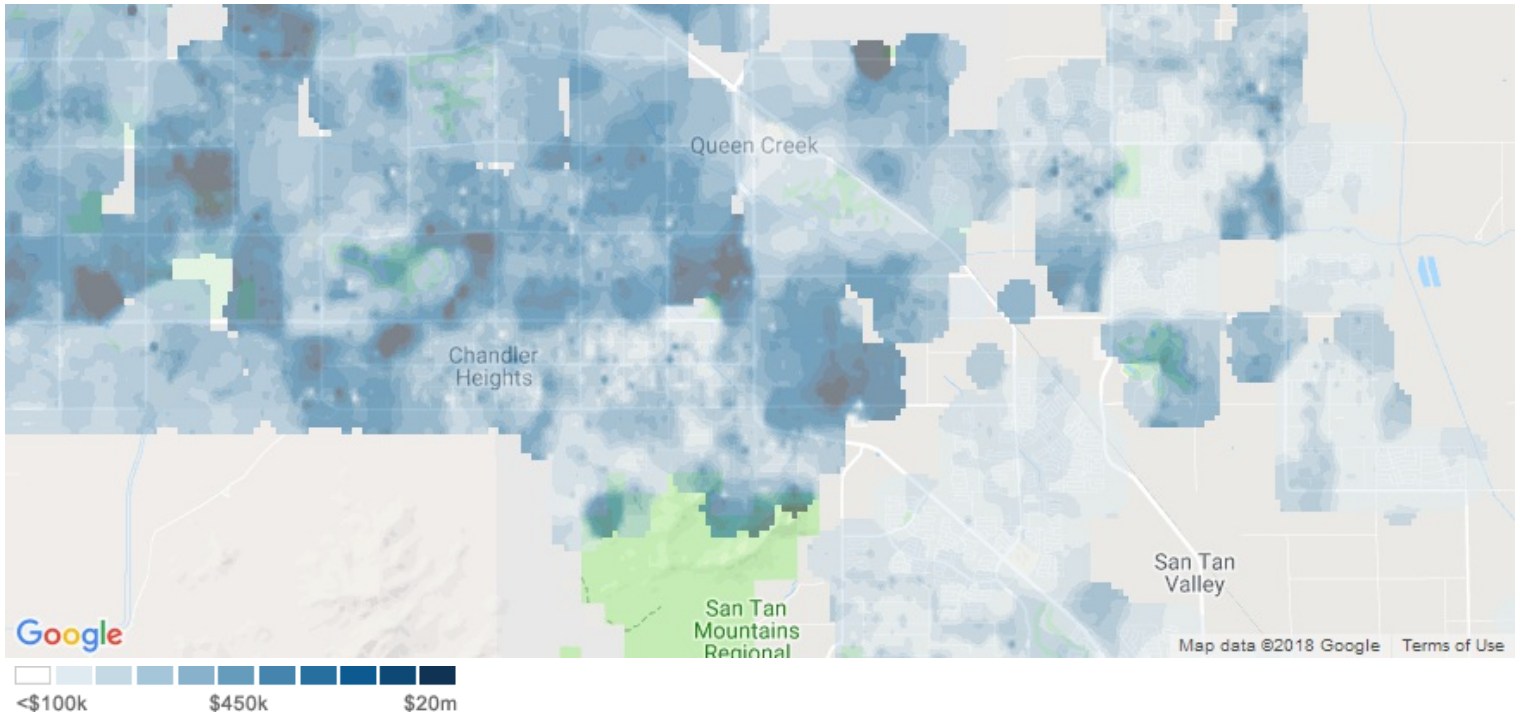 Queen Creek
Chandler
Heights
San Tan
Valley
San Tan
Mountains
Regional
Google
Map data ©2018 Google
Terms of Use
<$100k
$450k
$20m